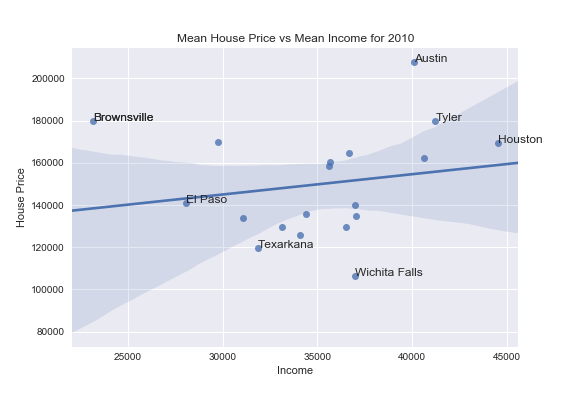 Mean House Price vs Mean Income for 2010
Austin
200000
Brownsville
Tyler
180000
Houston
160000
House Price
El Paso
140000
Texarkana
120000
Wichita Falls
100000
80000
25000 30000 35000 40000 45000
Income